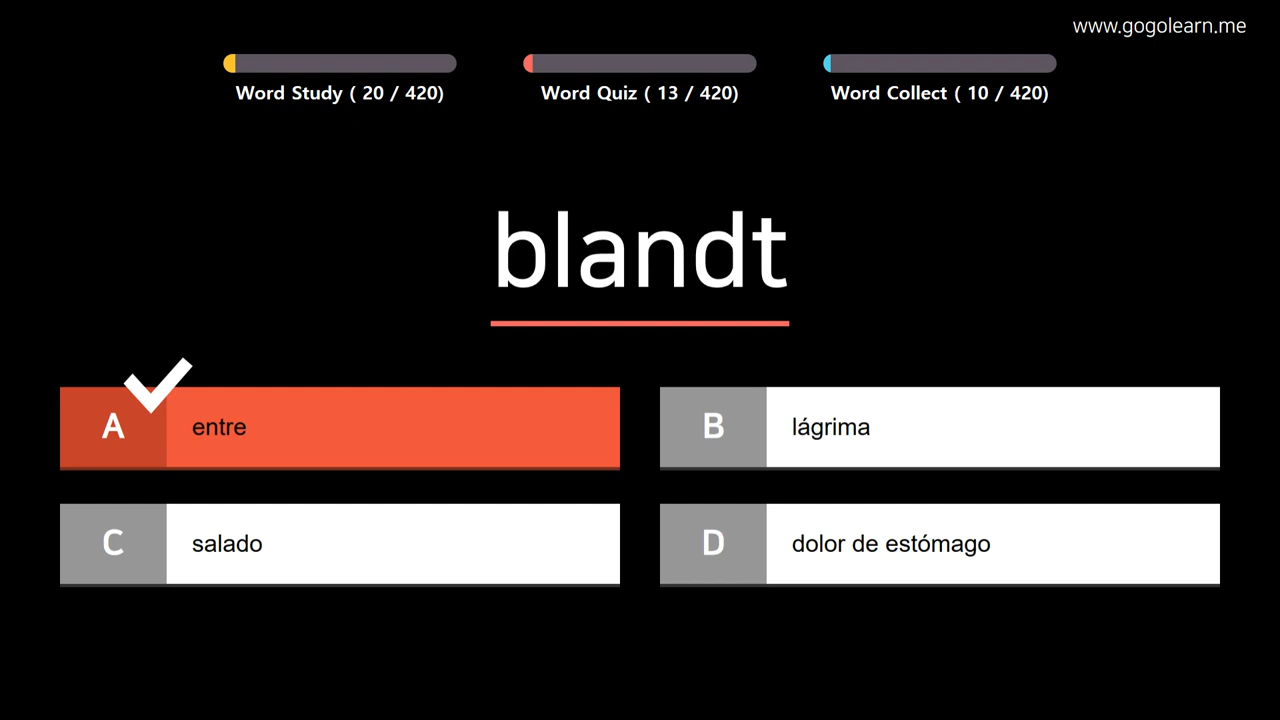 www.gogolearn.me
Word Study ( 20 / 420)
Word Quiz ( 13 / 420)
Word Collect ( 10 / 420)
blandt
A entre
B lágrima
C salado
D dolor de estómago